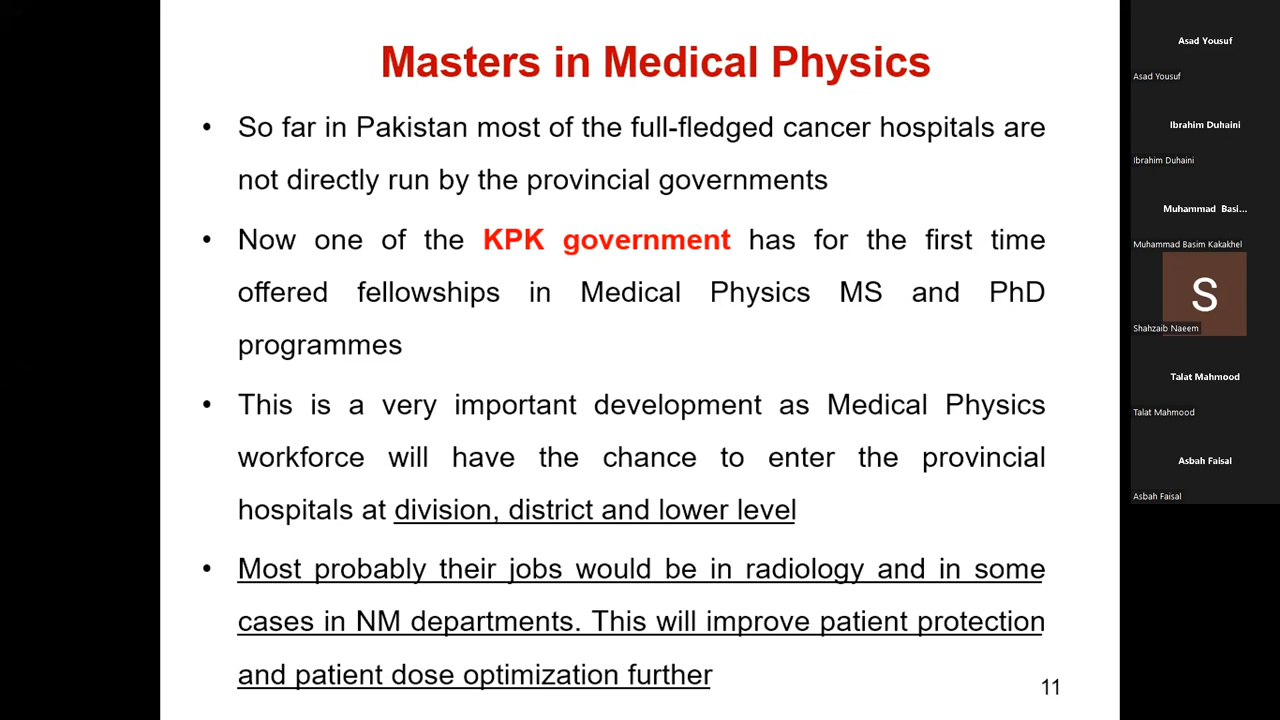 Masters in Medical Physics
• So far in Pakistan most of the full-fledged cancer hospitals are
not directly run by the provincial governments
• Now one of the KPK government has for the first time
offered fellowships in Medical Physics MS and PhD
programmes
• This is a very important development as Medical Physics
workforce will have the chance to enter the provincial
hospitals at division, district and lower level
• Most probably their jobs would be in radiology and in some
cases in NM departments. This will improve patient protection
and patient dose optimization further
11
Asad Yousuf
Asad Yousuf
Ibrahim Duhaini
Ibrahim Duhaini
Muhammad Basi...
Muhammad Basim Kakakhel
S
Shahzaib Naeem
Talat Mahmood
Talat Mahmood
Asbah Faisal
Asbah Faisal